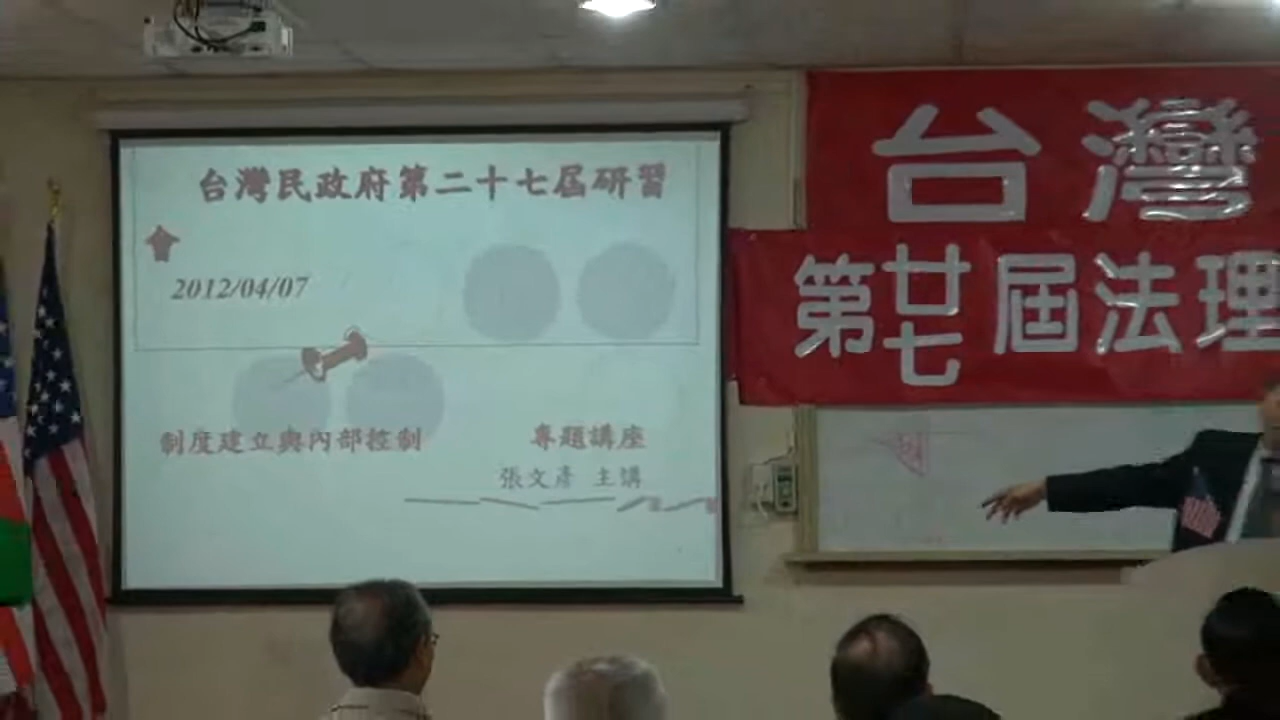 台灣民政府第二十七屆研習
2012/04/07
制度建立與內部控制 專題講座
張文彥 主講
台灣
第廿七屆法理